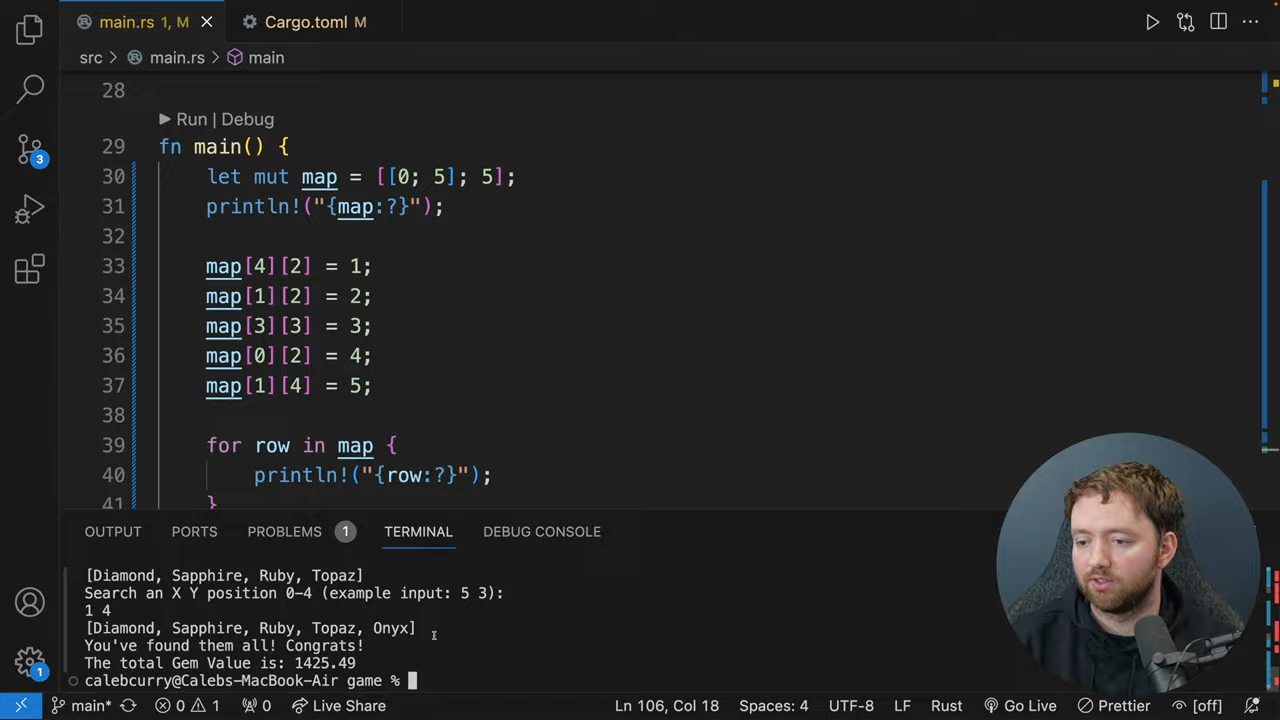 main.rs 1, M
Cargo.toml M
src > main.rs > main
28
Run | Debug
29 fn main() {
30 let mut map = [[0; 5]; 5];
31 println!("{map:?}");
32
33 map[4][2] = 1;
34 map[1][2] = 2;
35 map[3][3] = 3;
36 map[0][2] = 4;
37 map[1][4] = 5;
38
39 for row in map {
40 println!("{row:?}");
41 }
3
1
OUTPUT PORTS PROBLEMS 1 TERMINAL DEBUG CONSOLE
[Diamond, Sapphire, Ruby, Topaz]
Search an X Y position 0-4 (example input: 5 3):
1 4
[Diamond, Sapphire, Ruby, Topaz, Onyx]
You've found them all! Congrats!
The total Gem Value is: 1425.49
calebcurry@Calebs-MacBook-Air game %
main* 0 1 0 Live Share Ln 106, Col 18 Spaces: 4 UTF-8 LF Rust Go Live Prettier [off]